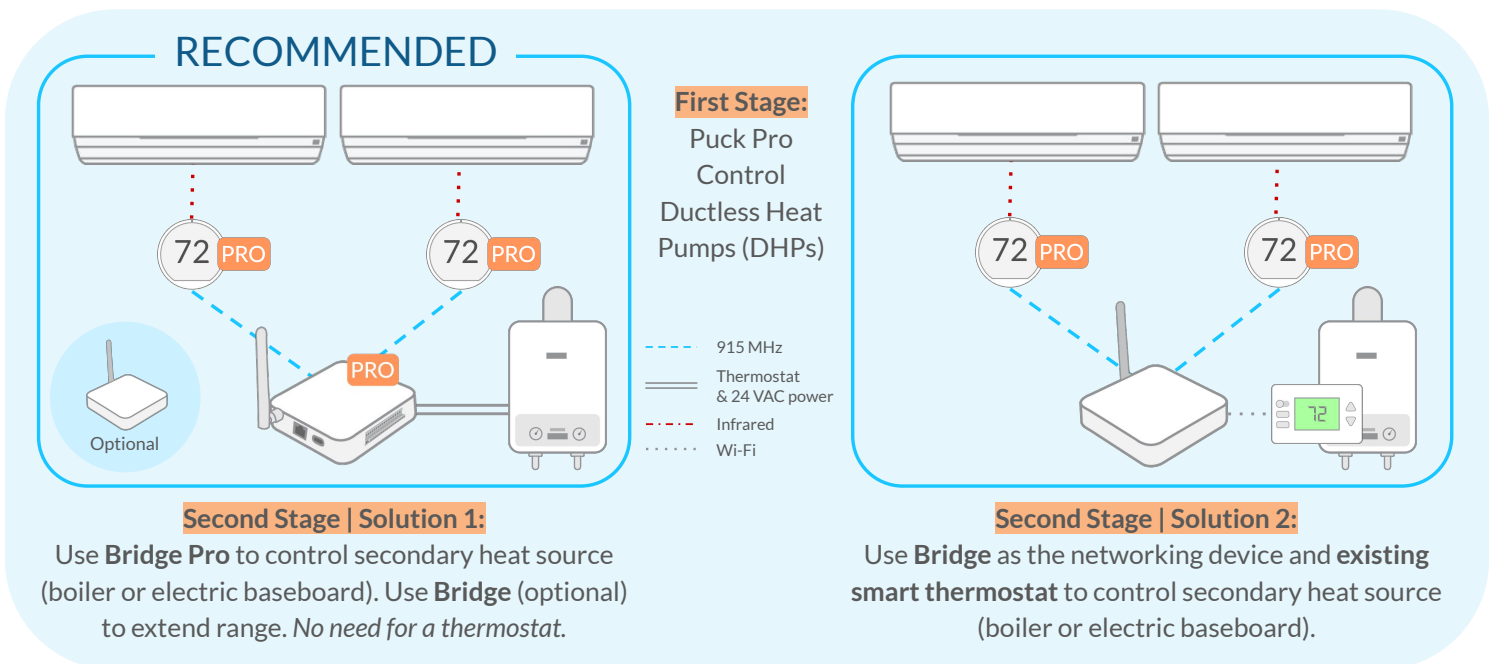 RECOMMENDED
72 PRO
72 PRO
PRO
Optional
Second Stage | Solution 1:
Use Bridge Pro to control secondary heat source
(boiler or electric baseboard). Use Bridge (optional)
to extend range. No need for a thermostat.
First Stage:
Puck Pro
Control
Ductless Heat
Pumps (DHPs)
915 MHz
Thermostat
& 24 VAC power
Infrared
Wi-Fi
72 PRO
72 PRO
72
Second Stage | Solution 2:
Use Bridge as the networking device and existing
smart thermostat to control secondary heat source
(boiler or electric baseboard).